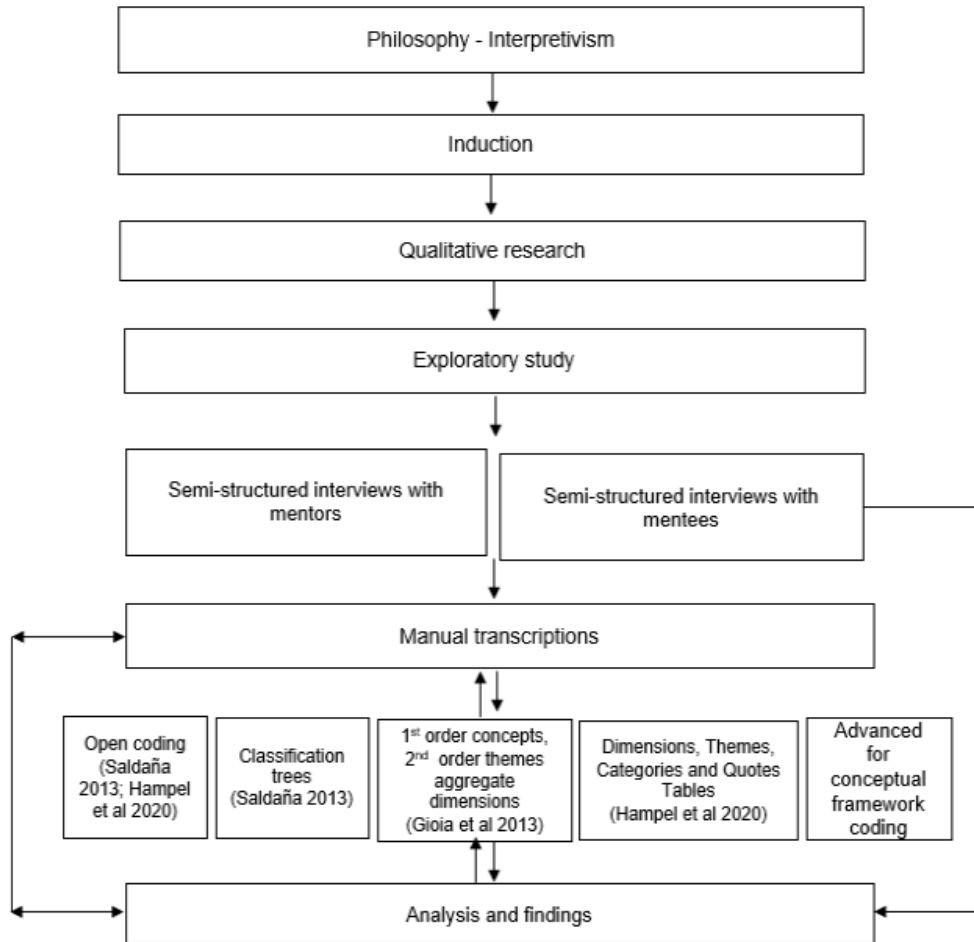 Philosophy - Interpretivism
Induction
Qualitative research
Exploratory study
Semi-structured interviews with
mentors
Semi-structured interviews with
mentees
Manual transcriptions
Open coding
(Saldaña
2013; Hampel
et al 2020)
Classification
trees
(Saldaña 2013)
1st order concepts,
2nd order themes
aggregate
dimensions
(Gioia et al 2013)
Dimensions, Themes,
Categories and Quotes
Tables
(Hampel et al 2020)
Advanced
for
conceptual
framework
coding
Analysis and findings